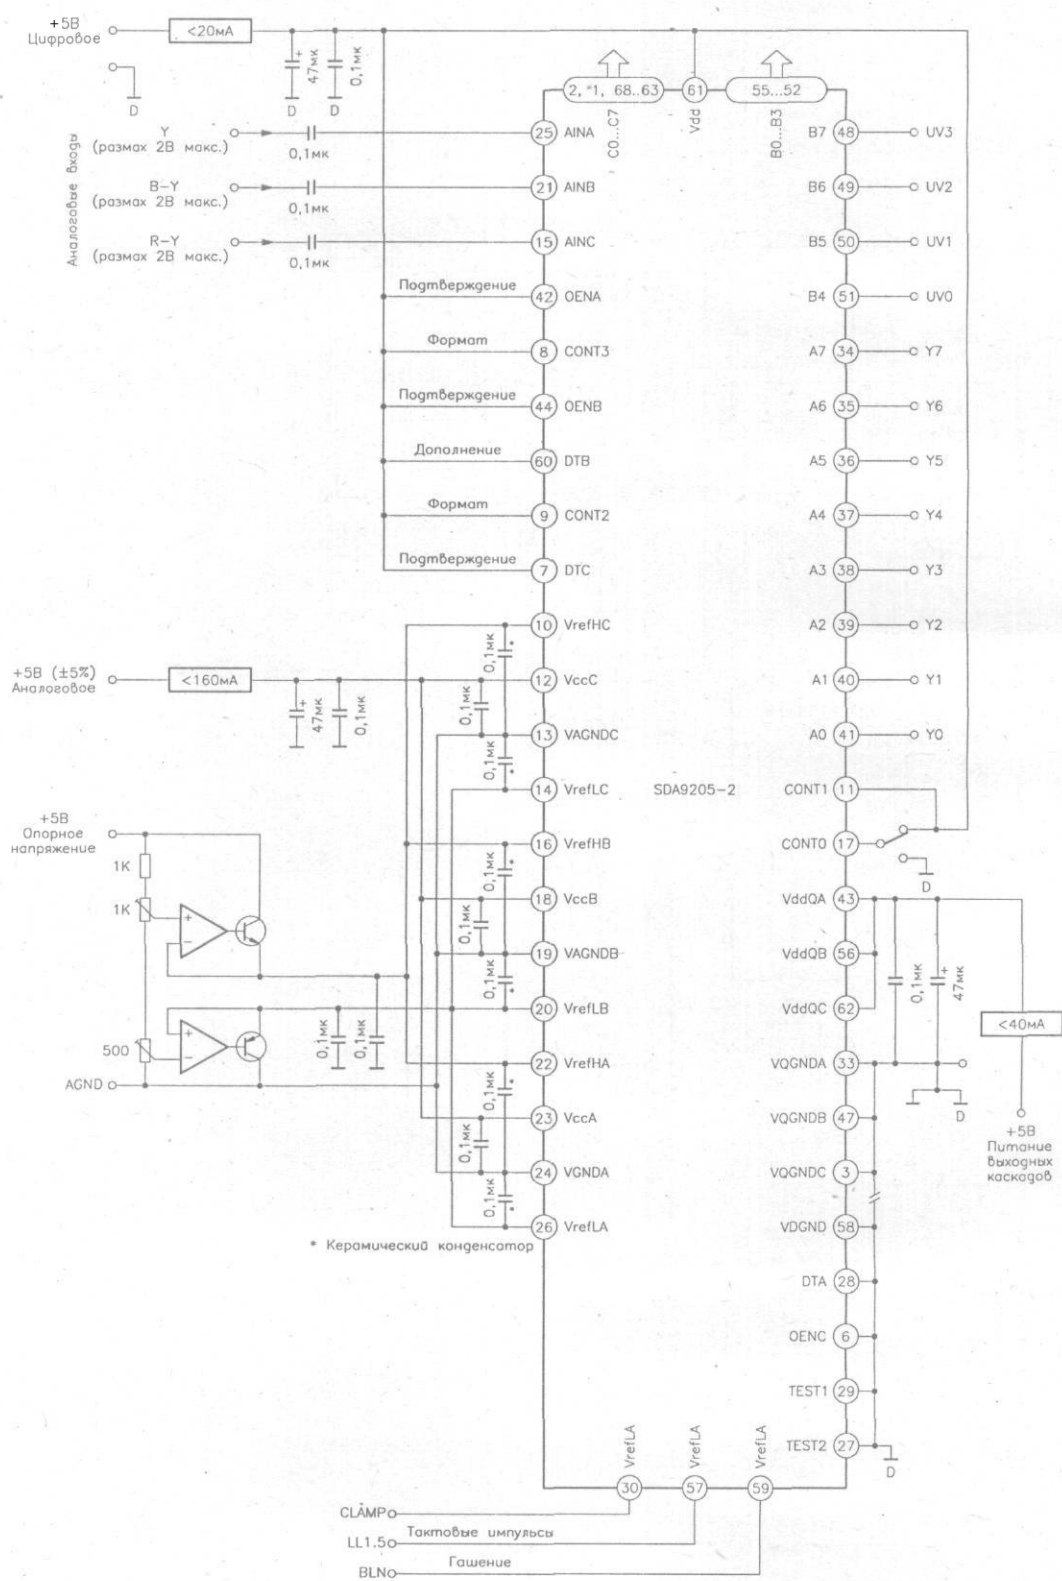 +5В
Цифровое
<20мА
47мк
0,1мк
D
D
D
2, *1, 68..63
61
55...52
C0...C7
Vdd
B0...B3
Аналоговые входы
Y
(размах 2В макс.)
0,1мк
25 AINA
B7 48 UV3
B-Y
(размах 2В макс.)
0,1мк
21 AINB
B6 49 UV2
R-Y
(размах 2В макс.)
0,1мк
15 AINC
B5 50 UV1
Подтверждение
42 OENA
B4 51 UV0
Формат
8 CONT3
A7 34 Y7
Подтверждение
44 OENB
A6 35 Y6
Дополнение
60 DTB
A5 36 Y5
Формат
9 CONT2
A4 37 Y4
Подтверждение
7 DTC
A3 38 Y3
10 VrefHC
A2 39 Y2
0,1мк
*
+5В (±5%)
Аналоговое
<160мА
47мк
0,1мк
12 VccC
A1 40 Y1
0,1мк
13 VAGNDC
A0 41 Y0
0,1мк
*
14 VrefLC
SDA9205-2
CONT1 11
+5В
Опорное
напряжение
1К
1К
16 VrefHB
CONT0 17
D
0,1мк
*
18 VccB
VddQA 43
0,1мк
19 VAGNDB
VddQB 56
0,1мк
47мк
0,1мк
*
20 VrefLB
VddQC 62
<40мА
500
0,1мк
0,1мк
22 VrefHA
VQGNDA 33
AGND
0,1мк
*
D
23 VccA
VQGNDB 47
+5В
Питание
выходных
каскадов
0,1мк
24 VGNDA
VQGNDC 3
0,1мк
*
26 VrefLA
VDGND 58
* Керамический конденсатор
DTA 28
OENC 6
TEST1 29
TEST2 27
D
VrefLA
VrefLA
VrefLA
30
57
59
CLAMP
LL1.5
Тактовые импульсы
BLN
Гашение